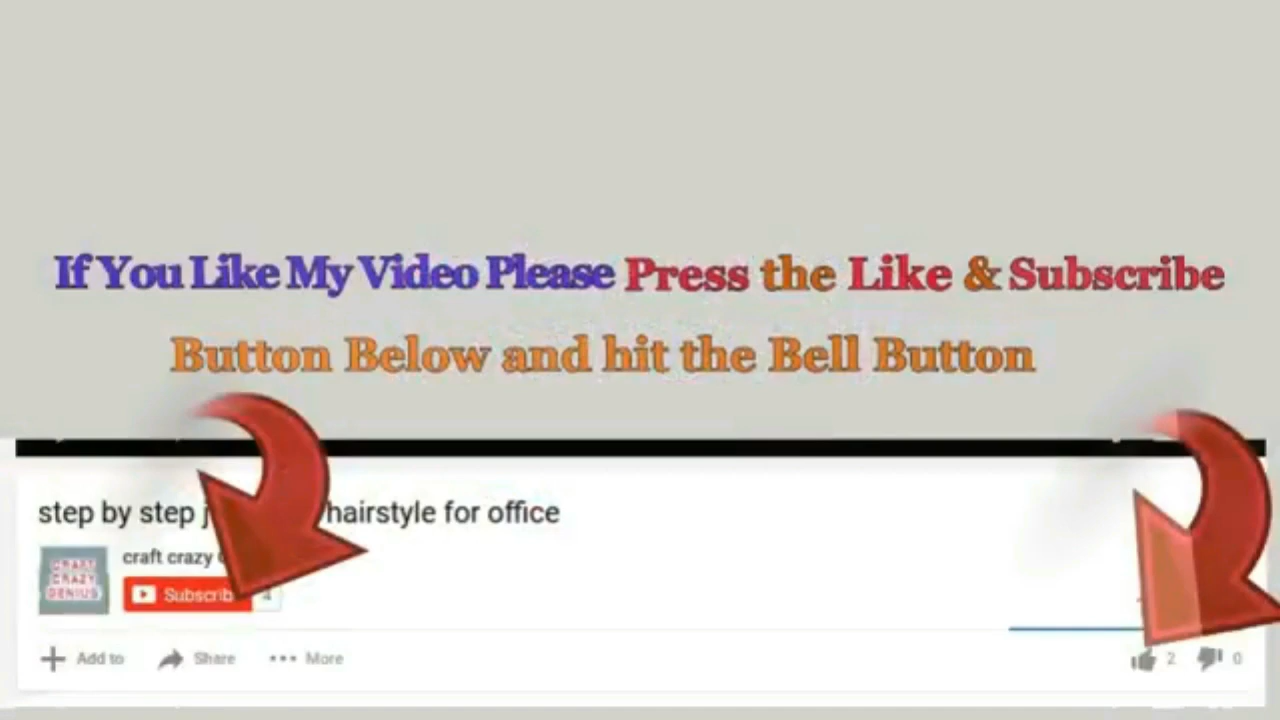 If You Like My Video Please Press the Like & Subscribe
Button Below and hit the Bell Button
step by step hairstyle for office
craft crazy
CRAFT
CRAZY
GENIUS
Subscrib 4
Add to Share More
2 0